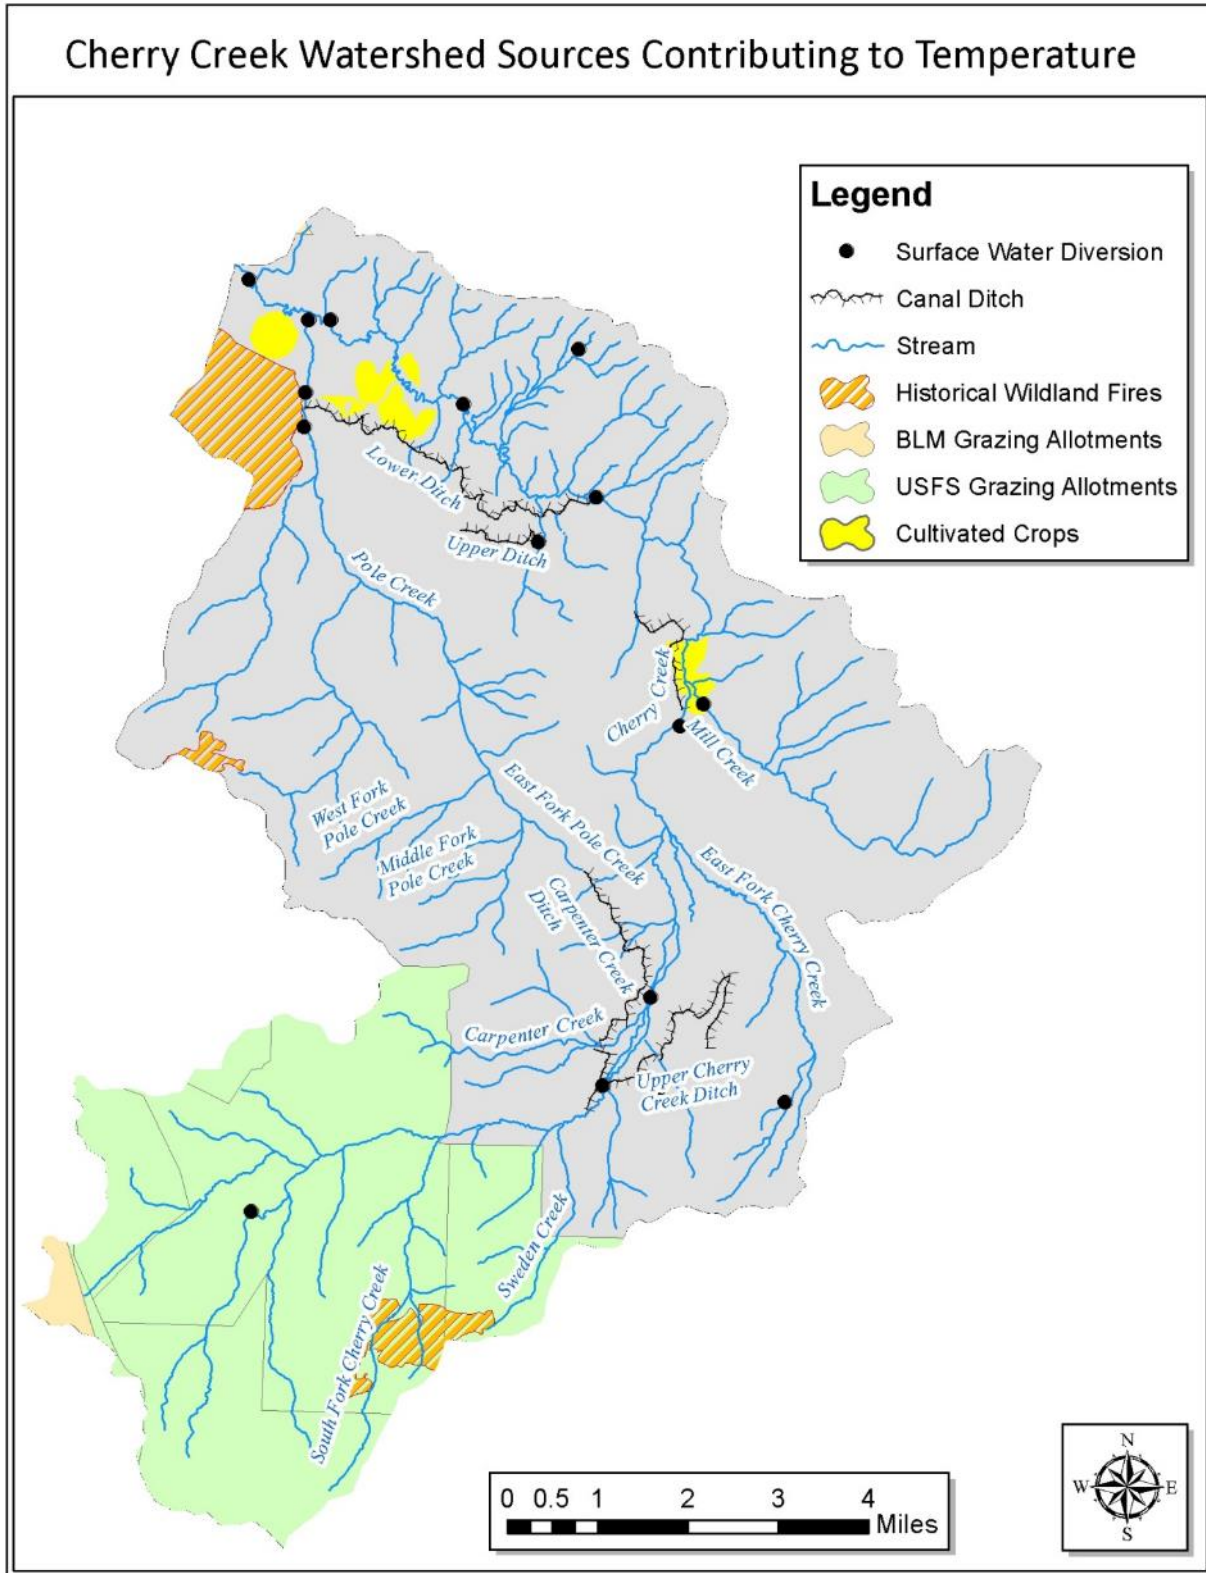 Cherry Creek Watershed Sources Contributing to Temperature
Legend
Surface Water Diversion
Canal Ditch
Stream
Historical Wildland Fires
BLM Grazing Allotments
USFS Grazing Allotments
Cultivated Crops
Lower Ditch
Upper Ditch
Pole Creek
Cherry Creek
Mill Creek
West Fork
Pole Creek
Middle Fork
Pole Creek
East Fork Pole Creek
East Fork Cherry Creek
Carpenter Creek
Ditch
Carpenter Creek
Upper Cherry
Creek Ditch
Sweden Creek
South Fork Cherry Creek
0 0.5 1 2 3 4
Miles
N
W E
S